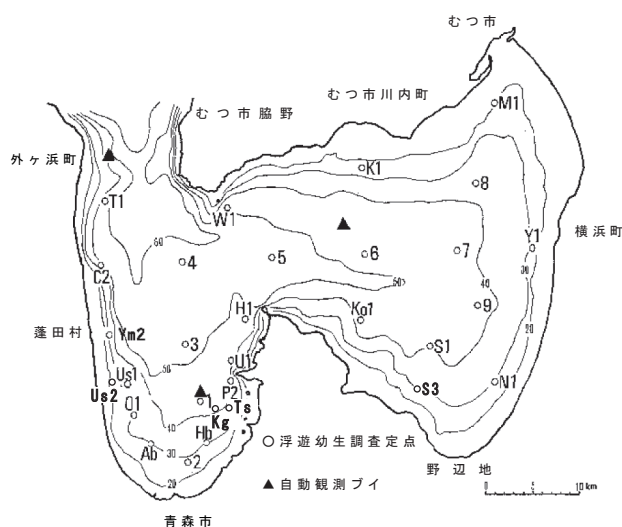 むつ市
むつ市川内町
むつ市脇野
外ヶ浜町
M1
K1
8
T1
W1
60
4
5
6
7
Y1
横浜町
C2
50
40
30
20
9
H1
Ko1
蓬田村
Ym2
3
50
S1
U1
Us1
Us2
P2
S3
N1
O1
1
Ts
Kg
Hb
Ab
40
30
2
20
○浮遊幼生調査定点
野辺地
▲自動観測ブイ
0 5 10 km
青森市